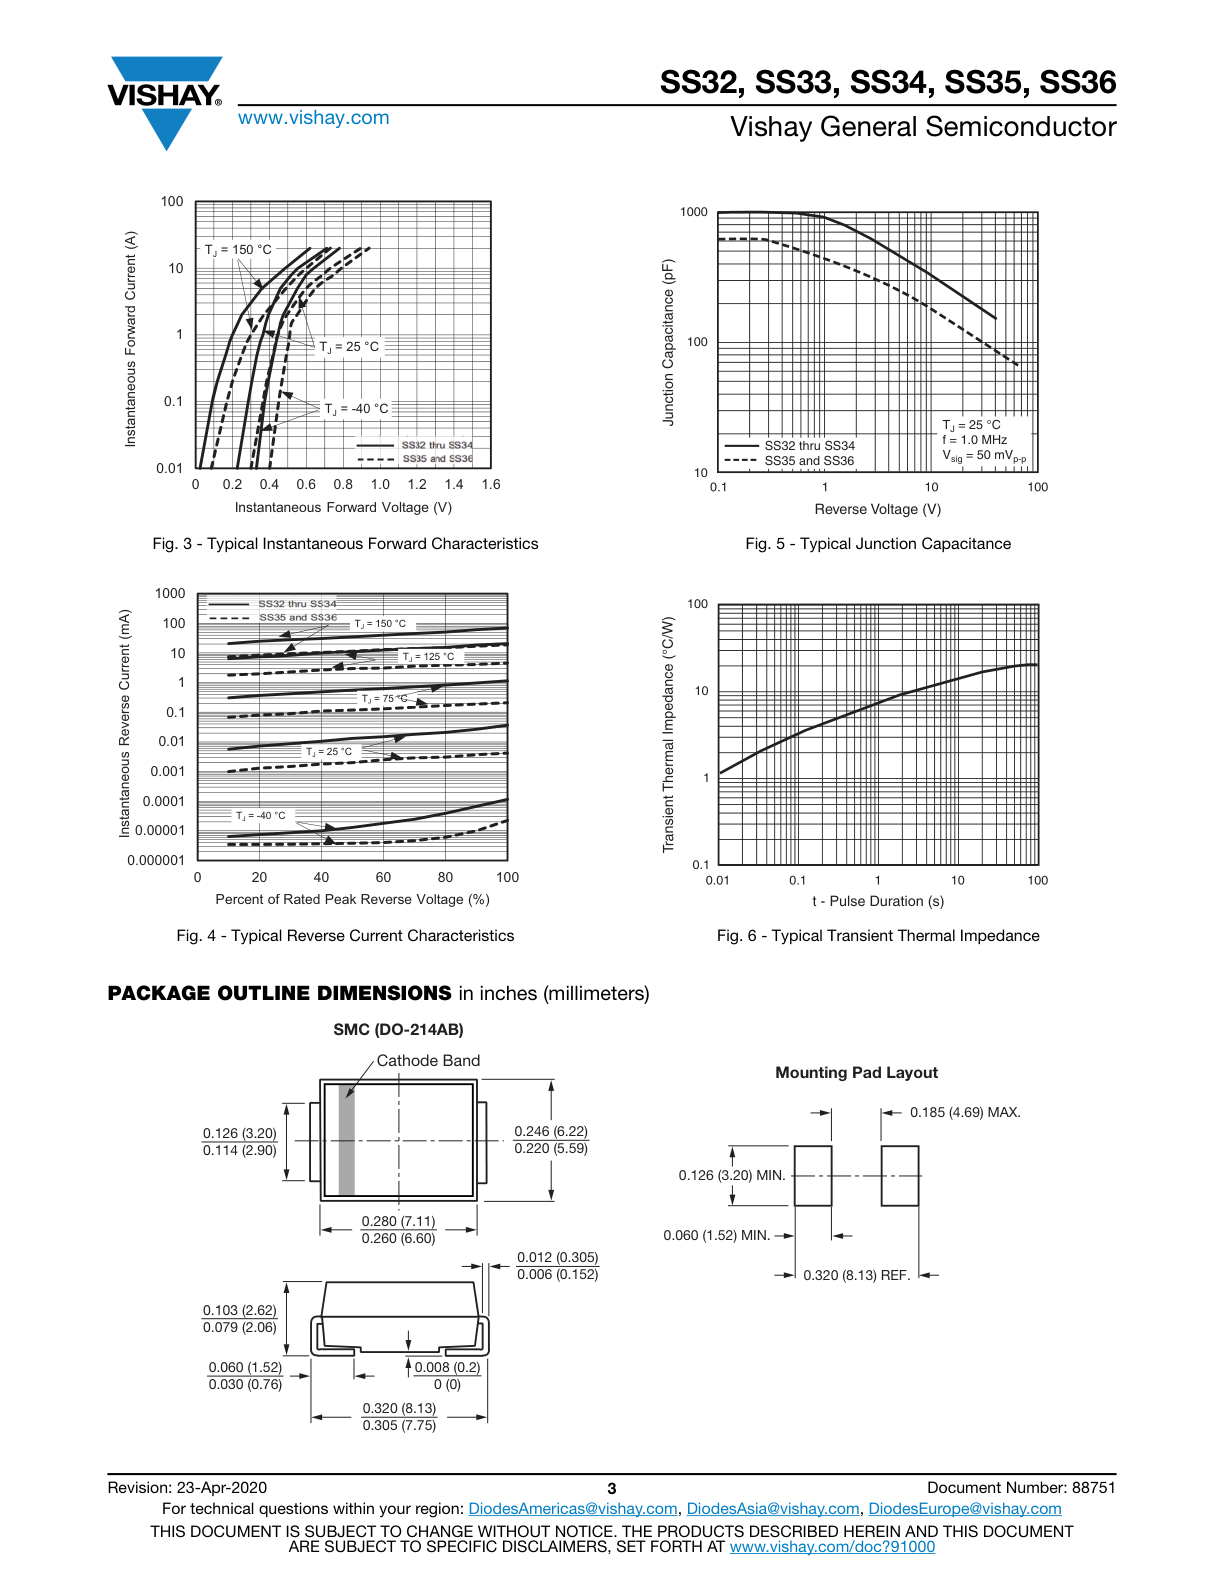 VISHAY®
www.vishay.com
SS32, SS33, SS34, SS35, SS36
Vishay General Semiconductor
100
10
1
0.1
0.01
0 0.2 0.4 0.6 0.8 1.0 1.2 1.4 1.6
Instantaneous Forward Current (A)
Instantaneous Forward Voltage (V)
TJ = 150 °C
TJ = 25 °C
TJ = -40 °C
SS32 thru SS34
SS35 and SS36
Fig. 3 - Typical Instantaneous Forward Characteristics
1000
100
10
0.1 1 10 100
Junction Capacitance (pF)
Reverse Voltage (V)
SS32 thru SS34
SS35 and SS36
TJ = 25 °C
f = 1.0 MHz
Vsig = 50 mVp-p
Fig. 5 - Typical Junction Capacitance
1000
100
10
1
0.1
0.01
0.001
0.0001
0.00001
0.000001
0 20 40 60 80 100
Instantaneous Reverse Current (mA)
Percent of Rated Peak Reverse Voltage (%)
SS32 thru SS34
SS35 and SS36
TJ = 150 °C
TJ = 125 °C
TJ = 75 °C
TJ = 25 °C
TJ = -40 °C
Fig. 4 - Typical Reverse Current Characteristics
100
10
1
0.1
0.01 0.1 1 10 100
Transient Thermal Impedance (°C/W)
t - Pulse Duration (s)
Fig. 6 - Typical Transient Thermal Impedance
PACKAGE OUTLINE DIMENSIONS in inches (millimeters)
SMC (DO-214AB)
Cathode Band
0.126 (3.20)
0.114 (2.90)
0.246 (6.22)
0.220 (5.59)
0.280 (7.11)
0.260 (6.60)
0.012 (0.305)
0.006 (0.152)
0.103 (2.62)
0.079 (2.06)
0.060 (1.52)
0.030 (0.76)
0.008 (0.2)
0 (0)
0.320 (8.13)
0.305 (7.75)
Mounting Pad Layout
0.185 (4.69) MAX.
0.126 (3.20) MIN.
0.060 (1.52) MIN.
0.320 (8.13) REF.
Revision: 23-Apr-2020 3 Document Number: 88751
For technical questions within your region: DiodesAmericas@vishay.com, DiodesAsia@vishay.com, DiodesEurope@vishay.com
THIS DOCUMENT IS SUBJECT TO CHANGE WITHOUT NOTICE. THE PRODUCTS DESCRIBED HEREIN AND THIS DOCUMENT
ARE SUBJECT TO SPECIFIC DISCLAIMERS, SET FORTH AT www.vishay.com/doc?91000